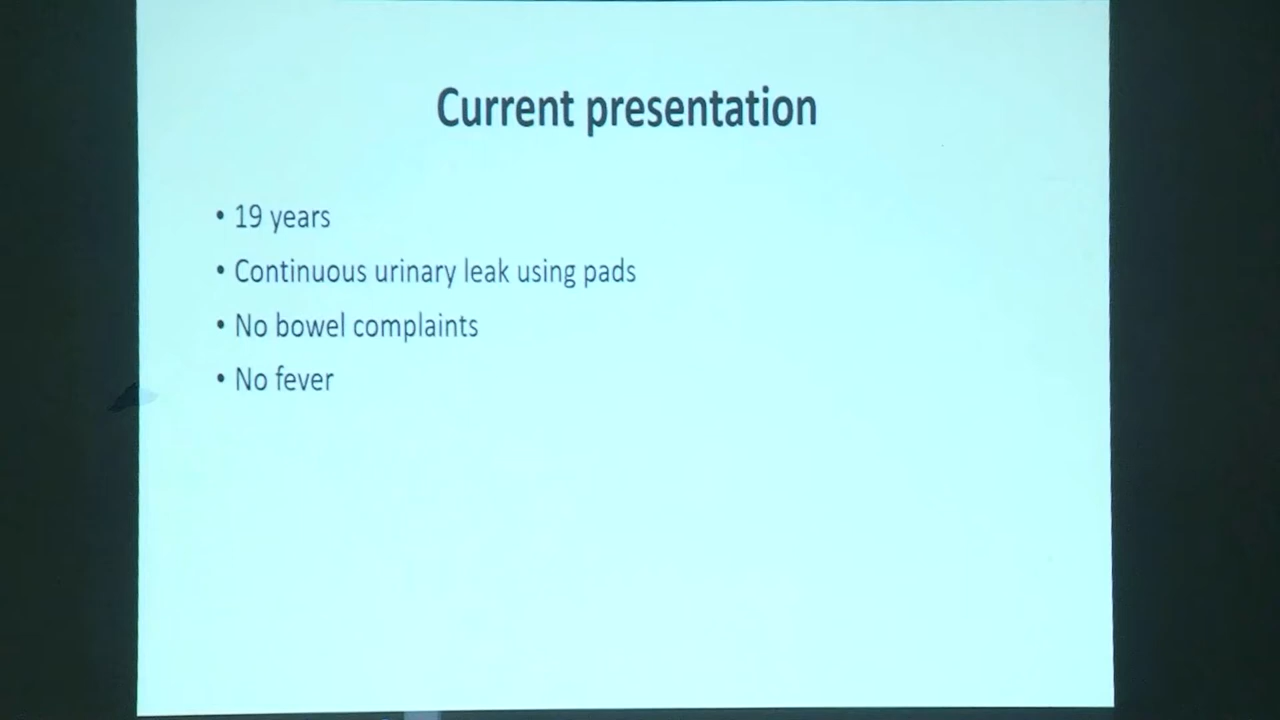 Current presentation
• 19 years
• Continuous urinary leak using pads
• No bowel complaints
• No fever